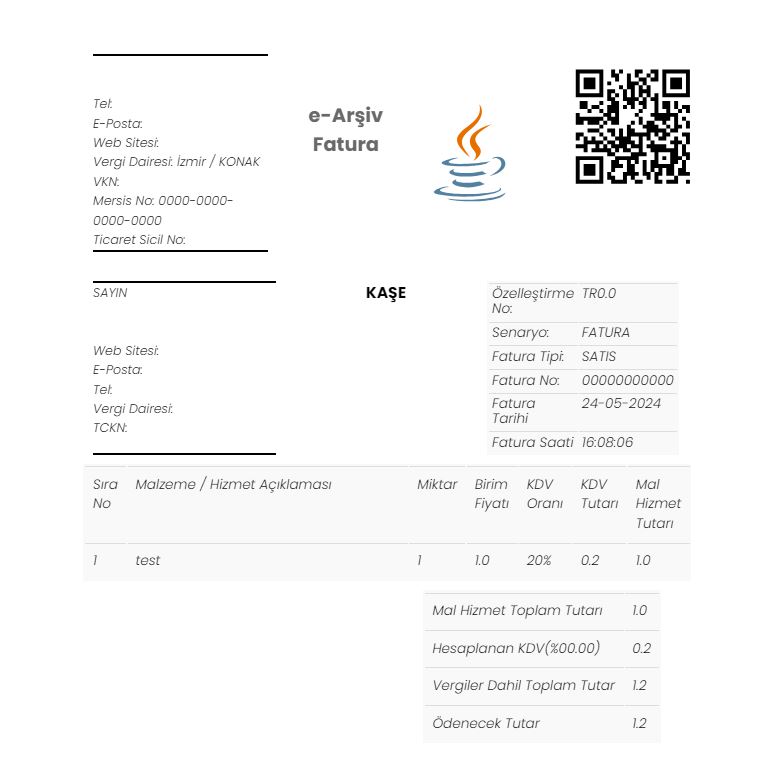 Tel:
E-Posta:
Web Sitesi:
Vergi Dairesi: İzmir / KONAK
VKN:
Mersis No: 0000-0000-
0000-0000
Ticaret Sicil No:
e-Arşiv
Fatura
SAYIN
Web Sitesi:
E-Posta:
Tel:
Vergi Dairesi:
TCKN:
KAŞE
Özelleştirme TR0.0
No:
Senaryo: FATURA
Fatura Tipi: SATIS
Fatura No: 00000000000
Fatura 24-05-2024
Tarihi
Fatura Saati 16:08:06
Sıra Malzeme / Hizmet Açıklaması Miktar Birim KDV KDV Mal
No Fiyatı Oranı Tutarı Hizmet
Tutarı
1 test 1 1.0 20% 0.2 1.0
Mal Hizmet Toplam Tutarı 1.0
Hesaplanan KDV(%00.00) 0.2
Vergiler Dahil Toplam Tutar 1.2
Ödenecek Tutar 1.2